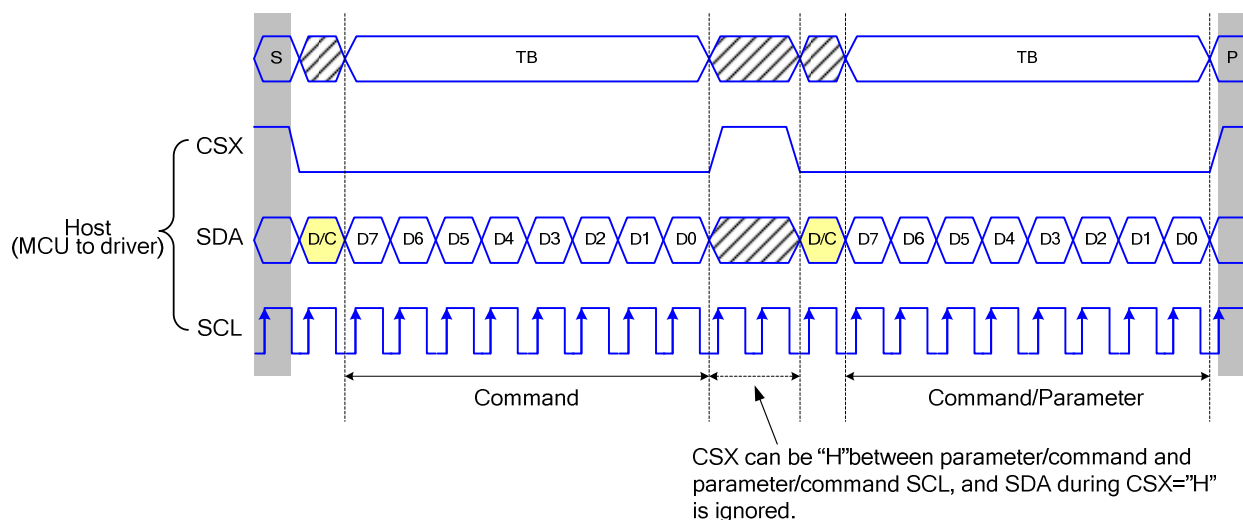 S TB TB P
CSX
Host
(MCU to driver)
SDA D/C D7 D6 D5 D4 D3 D2 D1 D0 D/C D7 D6 D5 D4 D3 D2 D1 D0
SCL
Command Command/Parameter
CSX can be “H”between parameter/command and
parameter/command SCL, and SDA during CSX=”H”
is ignored.